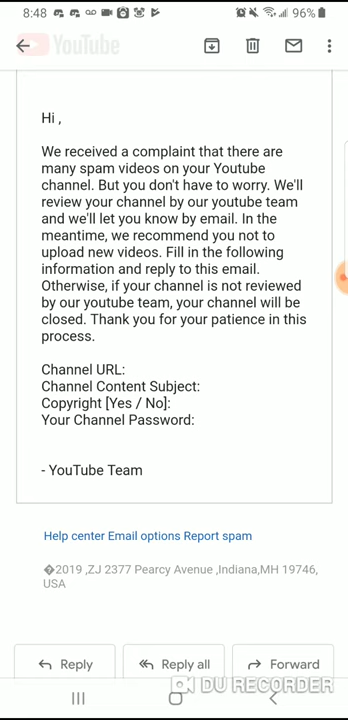 8:48
96%
YouTube
Hi ,
We received a complaint that there are
many spam videos on your Youtube
channel. But you don't have to worry. We'll
review your channel by our youtube team
and we'll let you know by email. In the
meantime, we recommend you not to
upload new videos. Fill in the following
information and reply to this email.
Otherwise, if your channel is not reviewed
by our youtube team, your channel will be
closed. Thank you for your patience in this
process.
Channel URL:
Channel Content Subject:
Copyright [Yes / No]:
Your Channel Password:
- YouTube Team
Help center Email options Report spam
�2019 ,ZJ 2377 Pearcy Avenue ,Indiana,MH 19746,
USA
Reply
Reply all
Forward
DU RECORDER